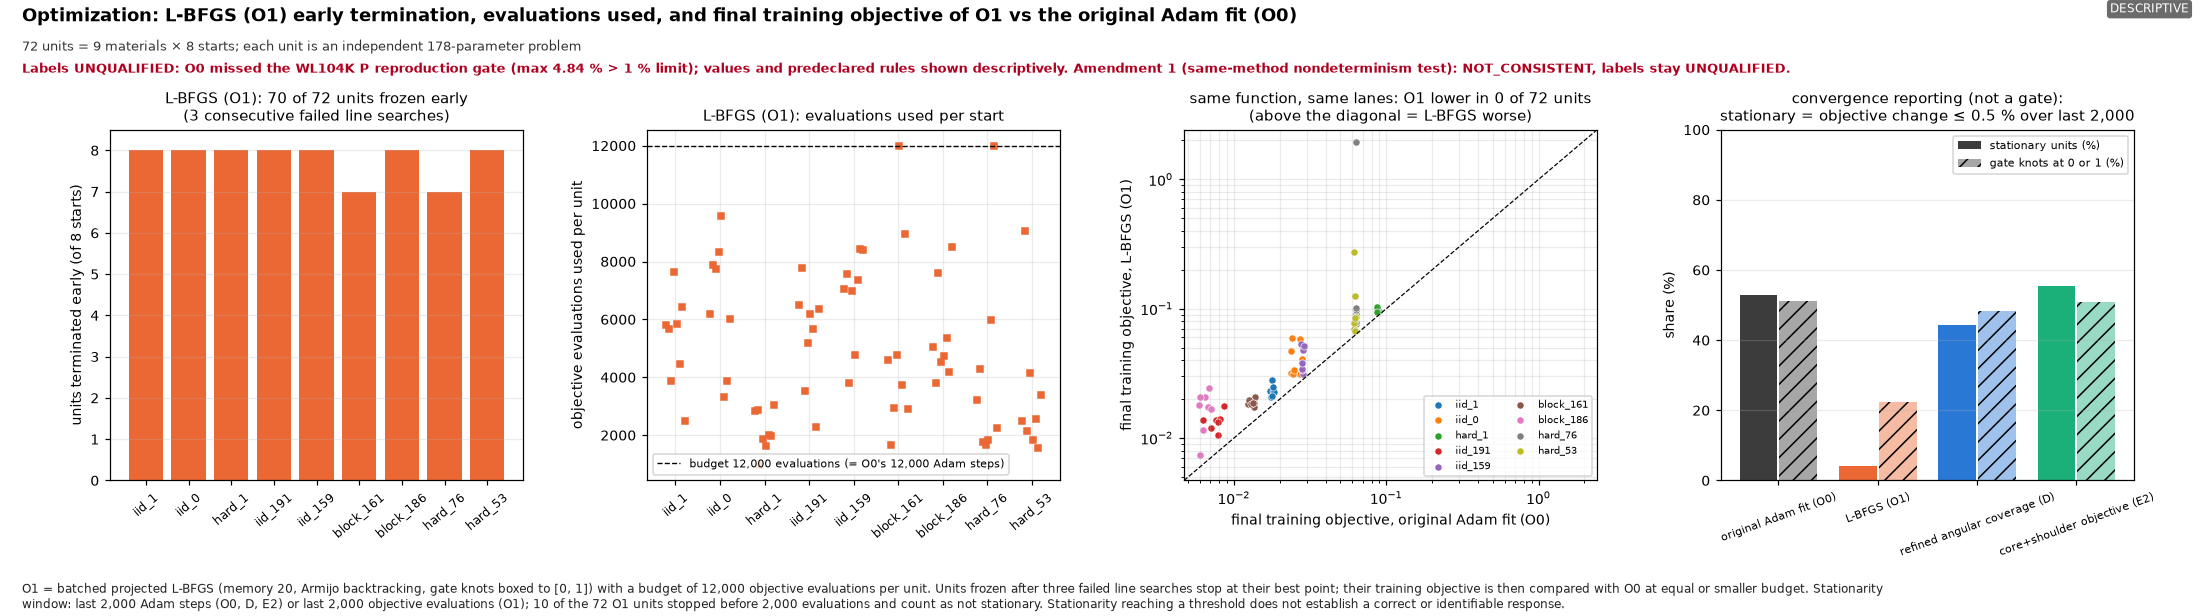 Optimization: L-BFGS (O1) early termination, evaluations used, and final training objective of O1 vs the original Adam fit (O0)
DESCRIPTIVE
72 units = 9 materials × 8 starts; each unit is an independent 178-parameter problem
Labels UNQUALIFIED: O0 missed the WL104K P reproduction gate (max 4.84 % > 1 % limit); values and predeclared rules shown descriptively. Amendment 1 (same-method nondeterminism test): NOT_CONSISTENT, labels stay UNQUALIFIED.
L-BFGS (O1): 70 of 72 units frozen early
(3 consecutive failed line searches)
units terminated early (of 8 starts)
8
7
6
5
4
3
2
1
0
iid_1
iid_0
hard_1
iid_191
iid_159
block_161
block_186
hard_76
hard_53
L-BFGS (O1): evaluations used per start
objective evaluations used per unit
12000
10000
8000
6000
4000
2000
budget 12,000 evaluations (= O0's 12,000 Adam steps)
iid_1
iid_0
hard_1
iid_191
iid_159
block_161
block_186
hard_76
hard_53
same function, same lanes: O1 lower in 0 of 72 units
(above the diagonal = L-BFGS worse)
final training objective, L-BFGS (O1)
10⁰
10⁻¹
10⁻²
iid_1
iid_0
hard_1
iid_191
iid_159
block_161
block_186
hard_76
hard_53
10⁻²
10⁻¹
10⁰
final training objective, original Adam fit (O0)
convergence reporting (not a gate):
stationary = objective change ≤ 0.5 % over last 2,000
share (%)
100
80
60
40
20
0
stationary units (%)
gate knots at 0 or 1 (%)
original Adam fit (O0)
L-BFGS (O1)
refined angular coverage (D)
core+shoulder objective (E2)
O1 = batched projected L-BFGS (memory 20, Armijo backtracking, gate knots boxed to [0, 1]) with a budget of 12,000 objective evaluations per unit. Units frozen after three failed line searches stop at their best point; their training objective is then compared with O0 at equal or smaller budget. Stationarity
window: last 2,000 Adam steps (O0, D, E2) or last 2,000 objective evaluations (O1); 10 of the 72 O1 units stopped before 2,000 evaluations and count as not stationary. Stationarity reaching a threshold does not establish a correct or identifiable response.